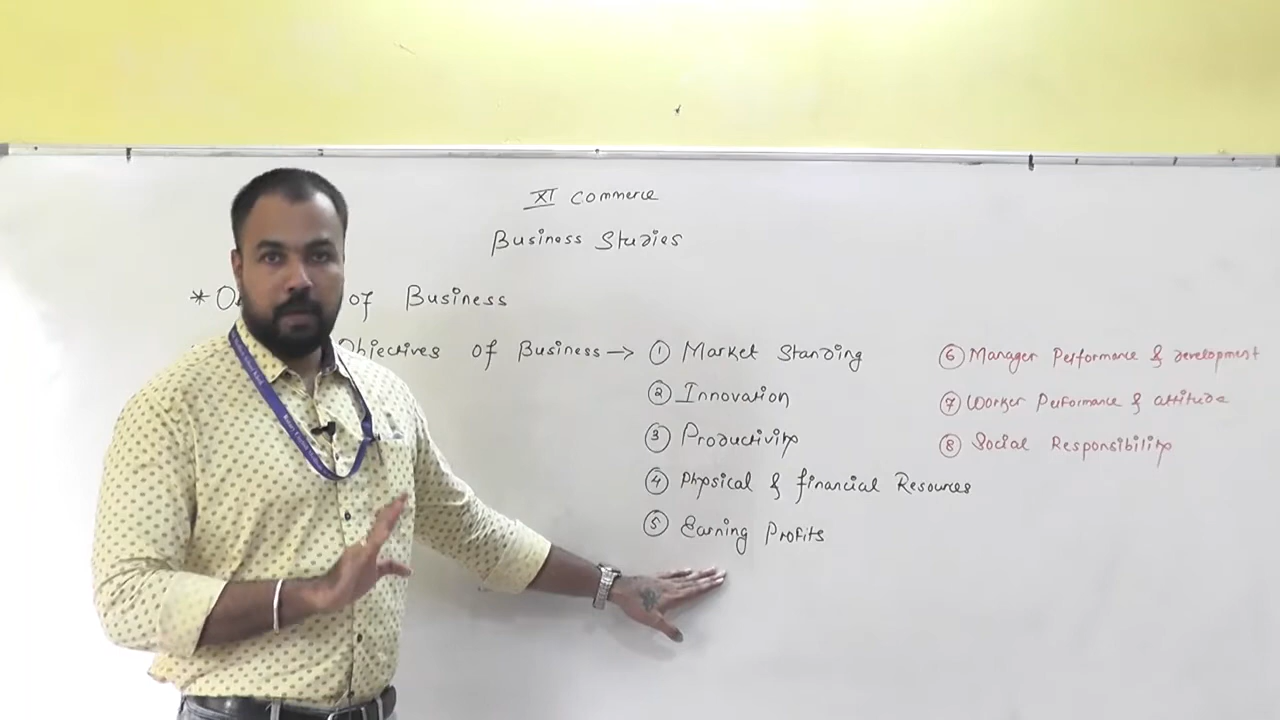 XI Commerce
Business Studies
* of Business
Objectives of Business → ① Market Standing
② Innovation
③ Productivity
④ Physical & financial Resources
⑤ Earning Profits
⑥ Manager Performance & development
⑦ Worker Performance & attitude
⑧ Social Responsibility